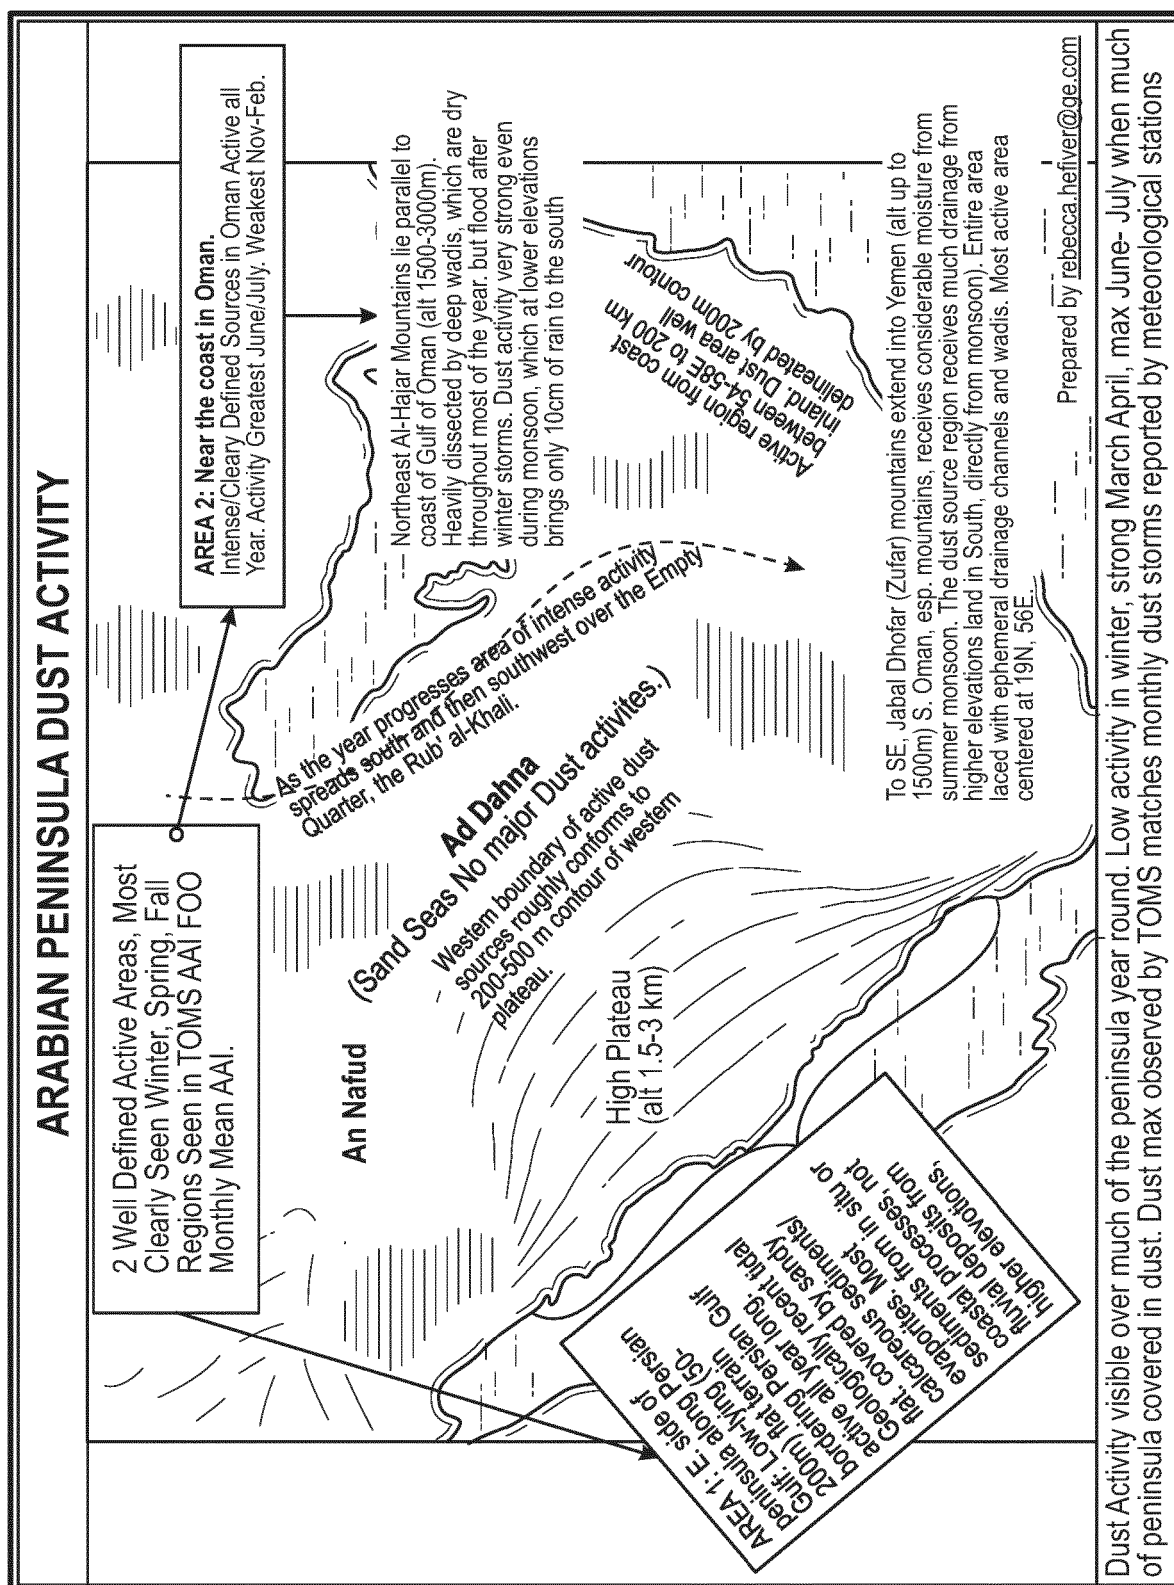 ARABIAN PENINSULA DUST ACTIVITY
2 Well Defined Active Areas, Most
Clearly Seen Winter, Spring, Fall
Regions Seen in TOMS AAI FOO
Monthly Mean AAI.
AREA 2: Near the coast in Oman.
Intense/Cleary Defined Sources in Oman Active all
Year. Activity Greatest June/July. Weakest Nov-Feb.
Northeast Al-Hajar Mountains lie parallel to
coast of Gulf of Oman (alt 1500-3000m).
Heavily dissected by deep wadis, which are dry
throughout most of the year. but flood after
winter storms. Dust activity very strong even
during monsoon, which at lower elevations
brings only 10cm of rain to the south
As the year progresses area of intense activity
spreads south and then southwest over the Empty
Quarter, the Rub' al-Khali.
An Nafud
Ad Dahna
(Sand Seas No major Dust activites.)
Western boundary of active dust
sources roughly conforms to
200-500 m contour of western
plateau.
High Plateau
(alt 1.5-3 km)
Active region from coast
between 54-58E to 200 km
inland. Dust area well
delineated by 200m contour
AREA 1: E. side of
peninsula along Persian
Gulf: Low-lying (50-
200m) flat terrain
bordering Persian Gulf
active all year long.
Geologically recent tidal
flat. covered by sandy
calcareous sediments/
evaporites. Most
sediments from in situ or
coastal processes, not
fluvial deposits from
higher elevations,
To SE, Jabal Dhofar (Zufar) mountains extend into Yemen (alt up to
1500m) S. Oman, esp. mountains, receives considerable moisture from
summer monsoon. The dust source region receives much drainage from
higher elevations land in South, directly from monsoon). Entire area
laced with ephemeral drainage channels and wadis. Most active area
centered at 19N, 56E.
Prepared by rebecca.hefiver@ge.com
Dust Activity visible over much of the peninsula year round. Low activity in winter, strong March April, max June- July when much
of peninsula covered in dust. Dust max observed by TOMS matches monthly dust storms reported by meteorological stations